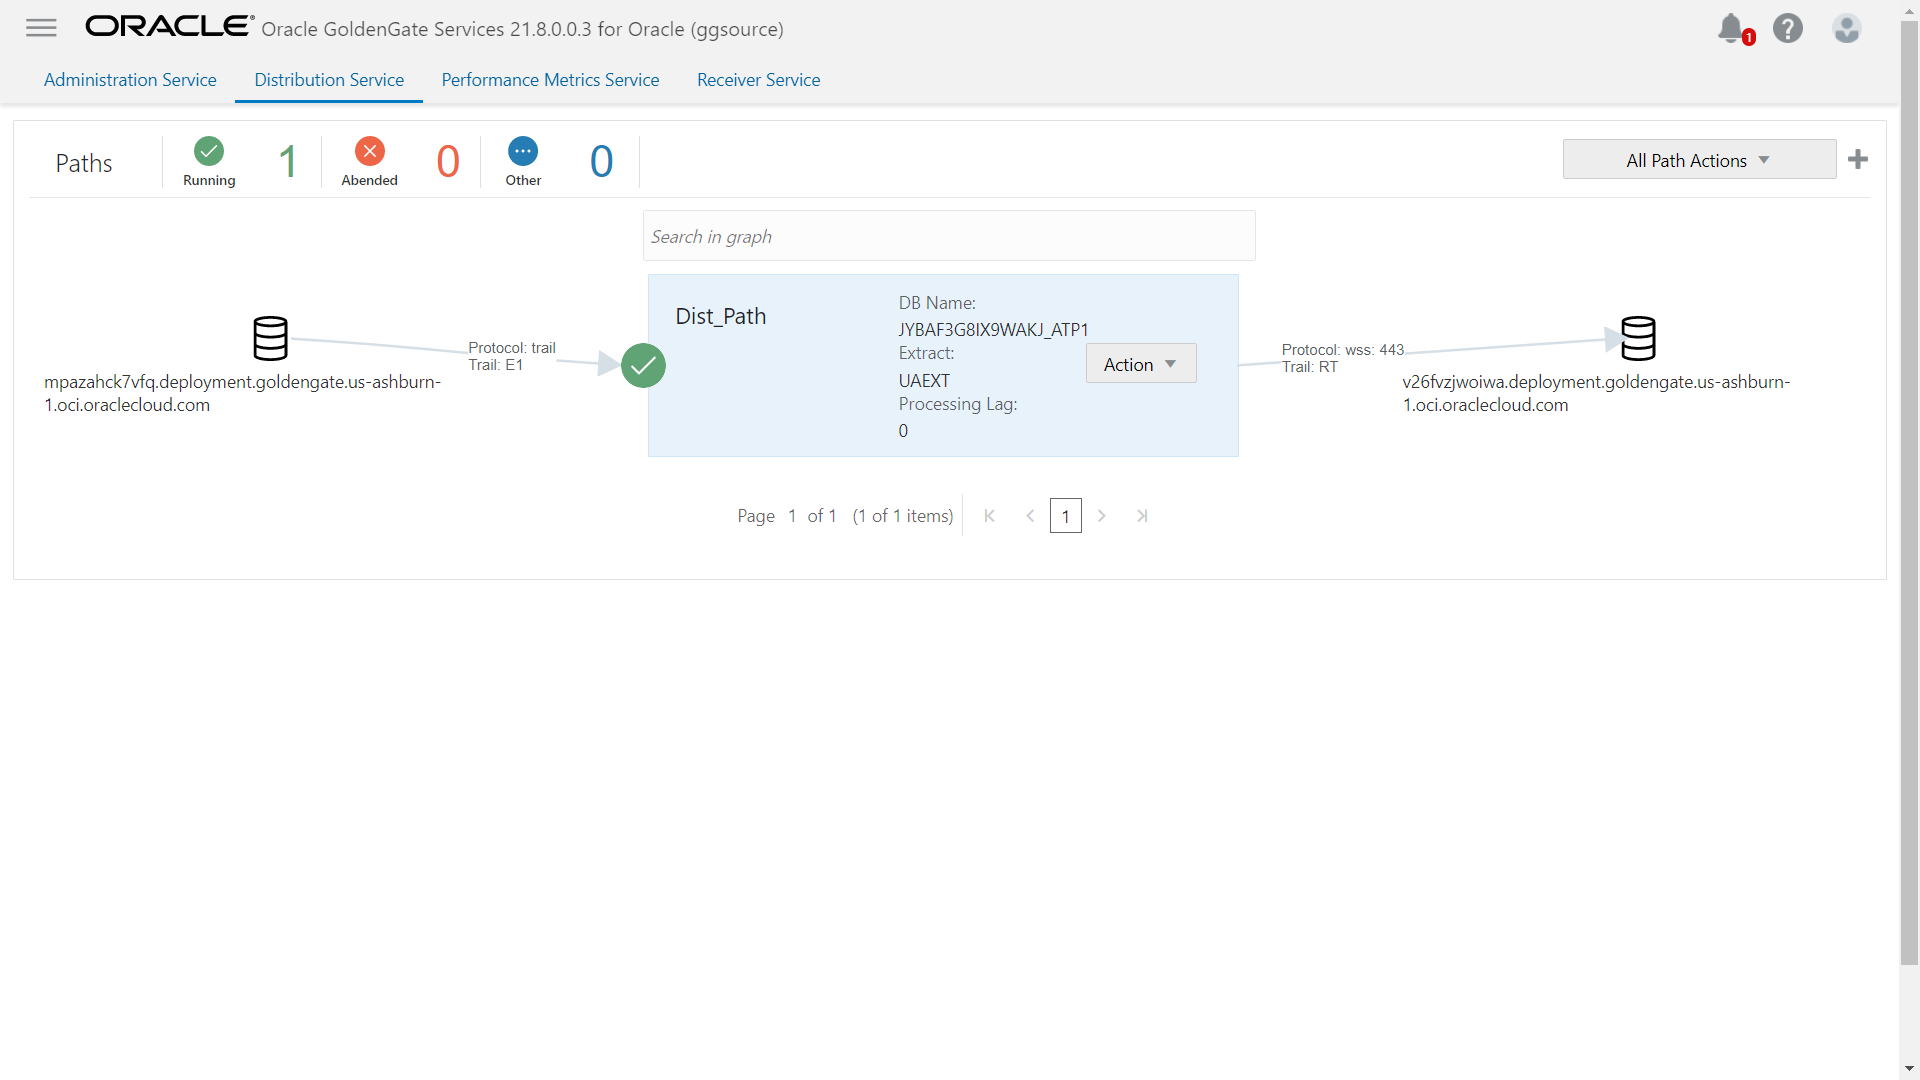 ORACLE Oracle GoldenGate Services 21.8.0.0.3 for Oracle (ggsource)
1
?
Administration Service
Distribution Service
Performance Metrics Service
Receiver Service
Paths
Running
1
Abended
0
Other
0
All Path Actions
Search in graph
mpazahck7vfq.deployment.goldengate.us-ashburn-
1.oci.oraclecloud.com
Protocol: trail
Trail: E1
Dist_Path
DB Name:
JYBAF3G8IX9WAKJ_ATP1
Extract:
UAEXT
Processing Lag:
0
Action
Protocol: wss: 443
Trail: RT
v26fvzjwoiwa.deployment.goldengate.us-ashburn-
1.oci.oraclecloud.com
Page 1 of 1 (1 of 1 items)
1